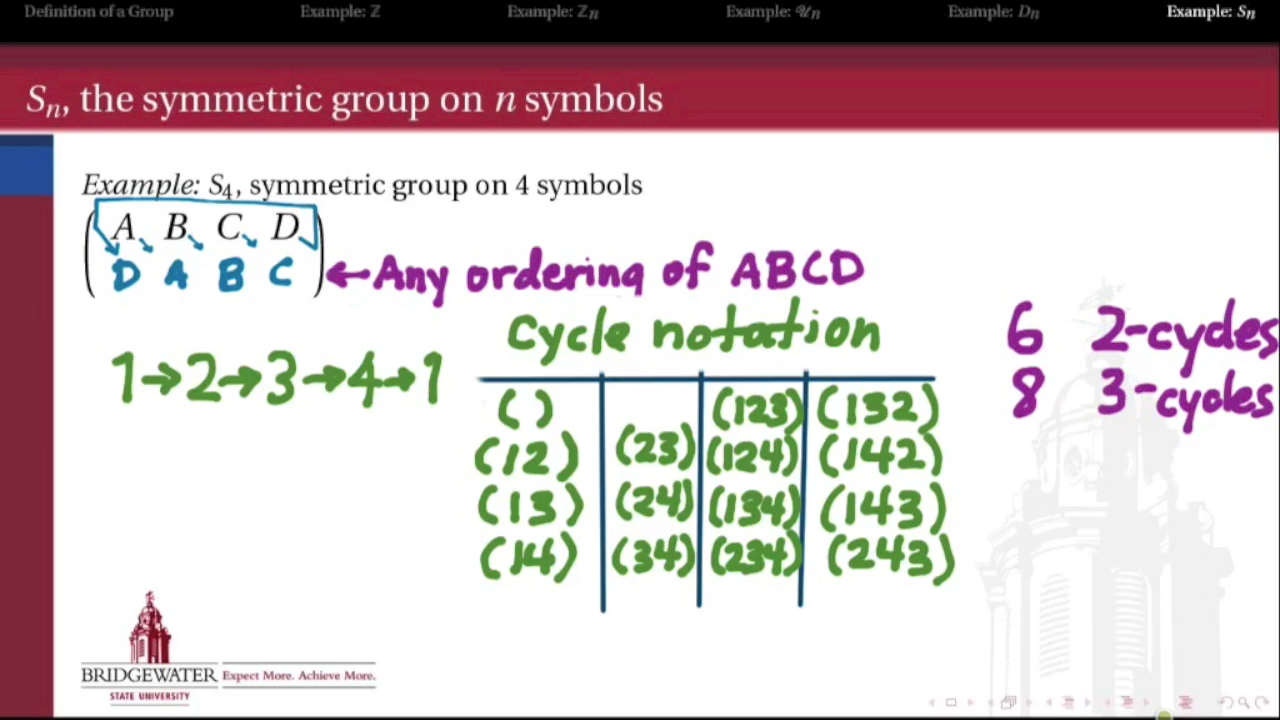 Definition of a Group Example: ℤ Example: ℤn Example: 𝒰n Example: Dn Example: Sn
Sn, the symmetric group on n symbols
Example: S4, symmetric group on 4 symbols
A B C D
D A B C ←Any ordering of ABCD
Cycle notation
1→2→3→4→1
6 2-cycles
8 3-cycles
( ) (123) (132)
(12) (23) (124) (142)
(13) (24) (134) (143)
(14) (34) (234) (243)
BRIDGEWATER Expect More. Achieve More.
STATE UNIVERSITY